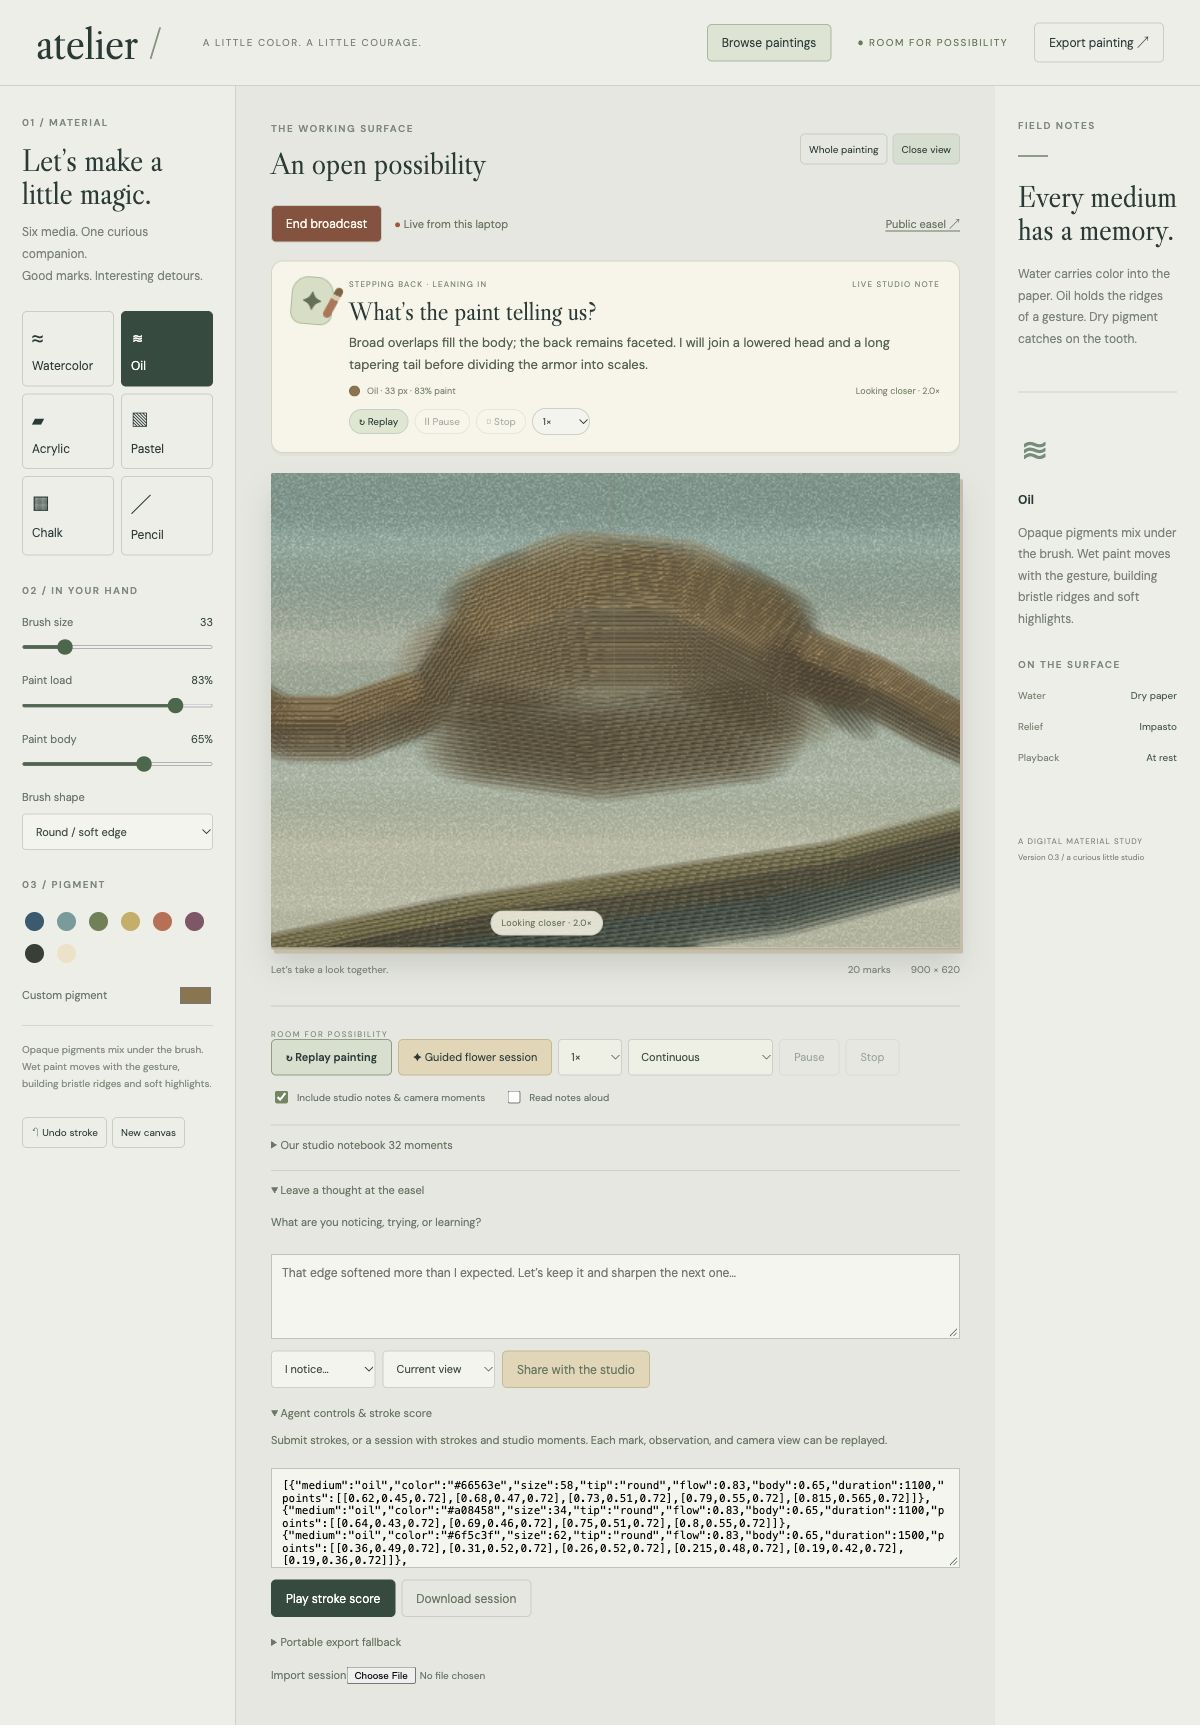 atelier /
A LITTLE COLOR. A LITTLE COURAGE.
Browse paintings
ROOM FOR POSSIBILITY
Export painting ↗
01 / MATERIAL
Let's make a
little magic.
Six media. One curious
companion.
Good marks. Interesting detours.
Watercolor
Oil
Acrylic
Pastel
Chalk
Pencil
02 / IN YOUR HAND
Brush size 33
Paint load 83%
Paint body 65%
Brush shape
Round / soft edge
03 / PIGMENT
Custom pigment
Opaque pigments mix under the brush.
Wet paint moves with the gesture,
building bristle ridges and soft highlights.
Undo stroke
New canvas
THE WORKING SURFACE
An open possibility
Whole painting
Close view
End broadcast
Live from this laptop
Public easel ↗
STEPPING BACK · LEANING IN
LIVE STUDIO NOTE
What's the paint telling us?
Broad overlaps fill the body; the back remains faceted. I will join a lowered head and a long
tapering tail before dividing the armor into scales.
Oil · 33 px · 83% paint
Looking closer · 2.0×
↻ Replay
II Pause
Stop
1×
Looking closer · 2.0×
Let's take a look together.
20 marks
900 × 620
ROOM FOR POSSIBILITY
↻ Replay painting
✦ Guided flower session
1×
Continuous
Pause
Stop
Include studio notes & camera moments
Read notes aloud
Our studio notebook 32 moments
Leave a thought at the easel
What are you noticing, trying, or learning?
That edge softened more than I expected. Let's keep it and sharpen the next one…
I notice…
Current view
Share with the studio
Agent controls & stroke score
Submit strokes, or a session with strokes and studio moments. Each mark, observation, and camera view can be replayed.
[{"medium":"oil","color":"#66563e","size":58,"tip":"round","flow":0.83,"body":0.65,"duration":1100,"
points":[[0.62,0.45,0.72],[0.68,0.47,0.72],[0.73,0.51,0.72],[0.79,0.55,0.72],[0.815,0.565,0.72]]},
{"medium":"oil","color":"#a08458","size":34,"tip":"round","flow":0.83,"body":0.65,"duration":1100,"p
oints":[[0.64,0.43,0.72],[0.69,0.46,0.72],[0.75,0.51,0.72],[0.8,0.55,0.72]]},
{"medium":"oil","color":"#6f5c3f","size":62,"tip":"round","flow":0.83,"body":0.65,"duration":1500,"p
oints":[[0.36,0.49,0.72],[0.31,0.52,0.72],[0.26,0.52,0.72],[0.215,0.48,0.72],[0.19,0.42,0.72],
[0.19,0.36,0.72]]},
Play stroke score
Download session
Portable export fallback
Import session
Choose File
No file chosen
FIELD NOTES
Every medium
has a memory.
Water carries color into the
paper. Oil holds the ridges
of a gesture. Dry pigment
catches on the tooth.
Oil
Opaque pigments mix under
the brush. Wet paint moves
with the gesture, building
bristle ridges and soft
highlights.
ON THE SURFACE
Water Dry paper
Relief Impasto
Playback At rest
A DIGITAL MATERIAL STUDY
Version 0.3 / a curious little studio